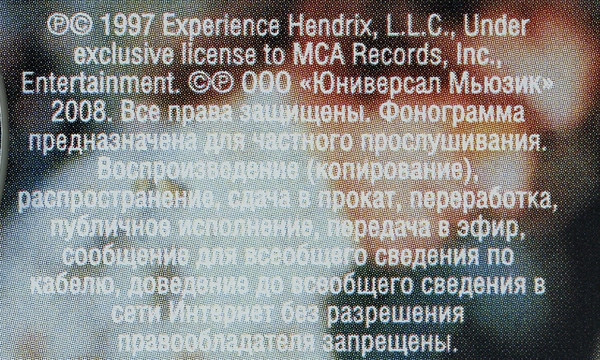 ℗© 1997 Experience Hendrix, L.L.C., Under
exclusive license to MCA Records, Inc.,
Entertainment. ©℗ ООО «Юниверсал Мьюзик»
2008. Все права защищены. Фонограмма
предназначена для частного прослушивания.
Воспроизведение (копирование),
распространение, сдача в прокат, переработка,
публичное исполнение, передача в эфир,
сообщение для всеобщего сведения по
кабелю, доведение до всеобщего сведения в
сети Интернет без разрешения
правообладателя запрещены.